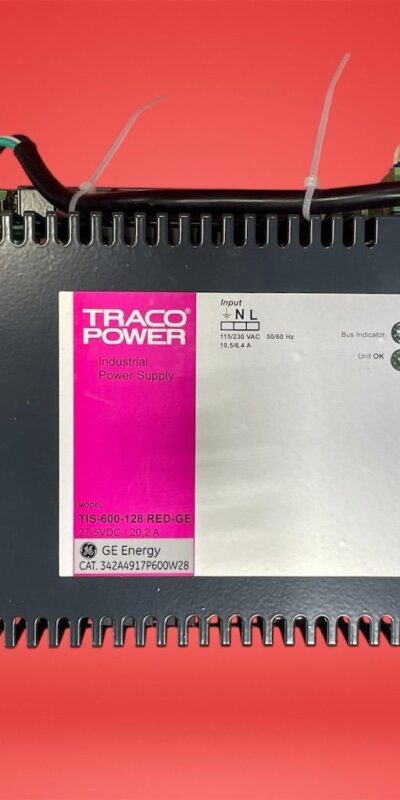 TRACO®
POWER
Industrial
Power Supply
MODEL
TIS-600-128 RED-GE
27,5VDC / 20,2 A
GE Energy
CAT. 342A4917P600W28
Input
N L
115/230 VAC 50/60 Hz
10,5/6,4 A
Bus Indicator
Unit OK